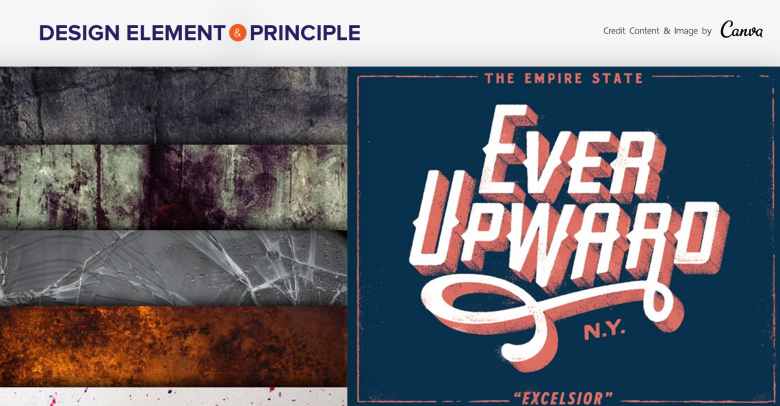 DESIGN ELEMENT & PRINCIPLE
Credit Content & Image by Canva
THE EMPIRE STATE
EVER
UPWARD
N.Y.
“EXCELSIOR”